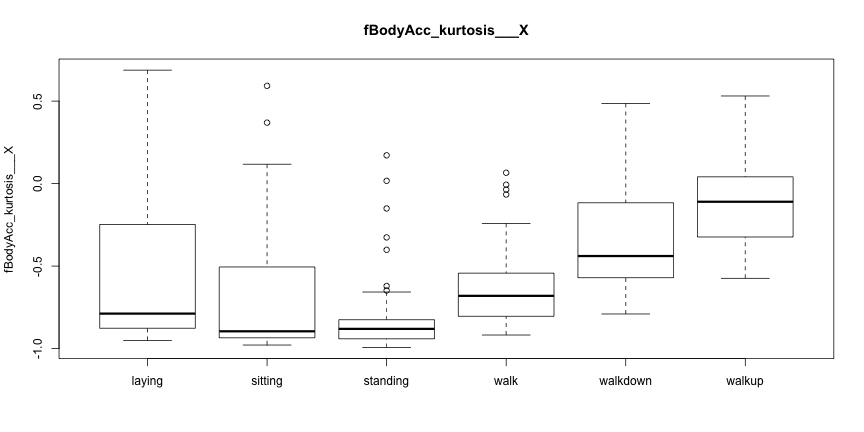 fBodyAcc_kurtosis___X
fBodyAcc_kurtosis___X
0.5
0.0
-0.5
-1.0
laying sitting standing walk walkdown walkup